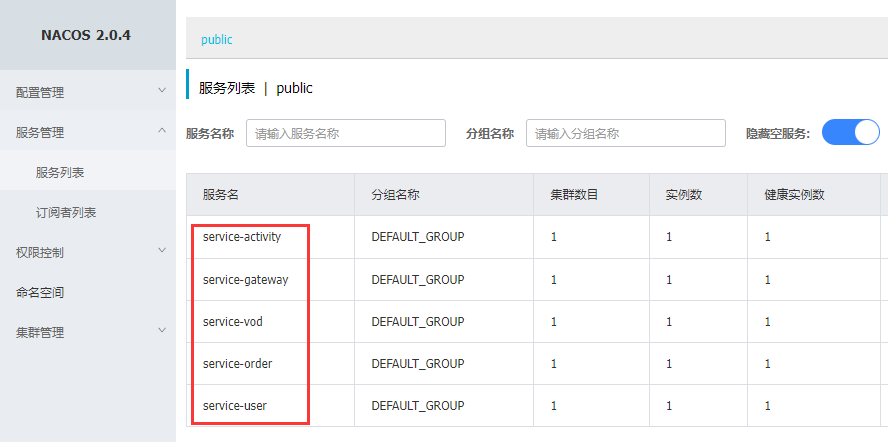 NACOS 2.0.4
配置管理
服务管理
服务列表
订阅者列表
权限控制
命名空间
集群管理
public
服务列表 | public
服务名称 请输入服务名称 分组名称 请输入分组名称 隐藏空服务:
服务名 分组名称 集群数目 实例数 健康实例数
service-activity DEFAULT_GROUP 1 1 1
service-gateway DEFAULT_GROUP 1 1 1
service-vod DEFAULT_GROUP 1 1 1
service-order DEFAULT_GROUP 1 1 1
service-user DEFAULT_GROUP 1 1 1